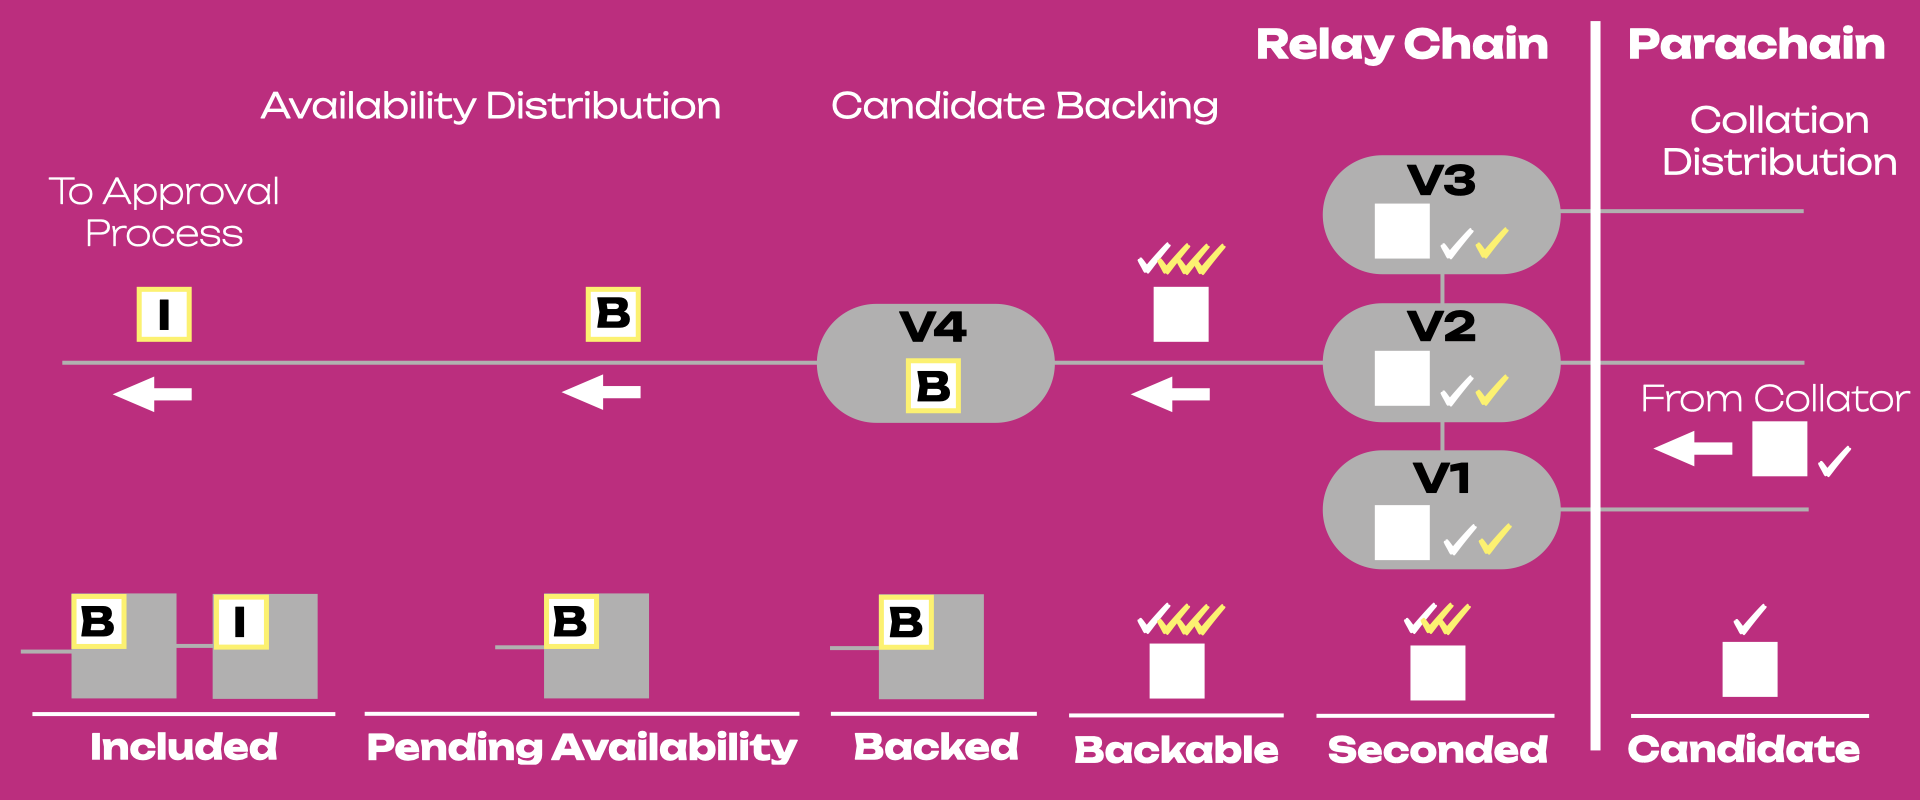 Relay Chain
Parachain
Availability Distribution
Candidate Backing
Collation
Distribution
To Approval
Process
V3
I
B
V4
B
V2
From Collator
V1
B
I
B
B
Included
Pending Availability
Backed
Backable
Seconded
Candidate